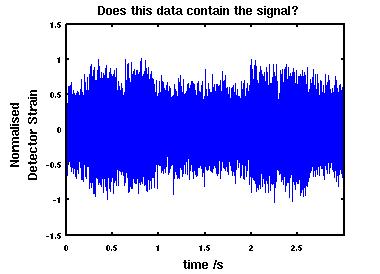 Does this data contain the signal?
1.5
1
0.5
0
-0.5
-1
-1.5
Normalised
Detector Strain
0 0.5 1 1.5 2 2.5
time /s